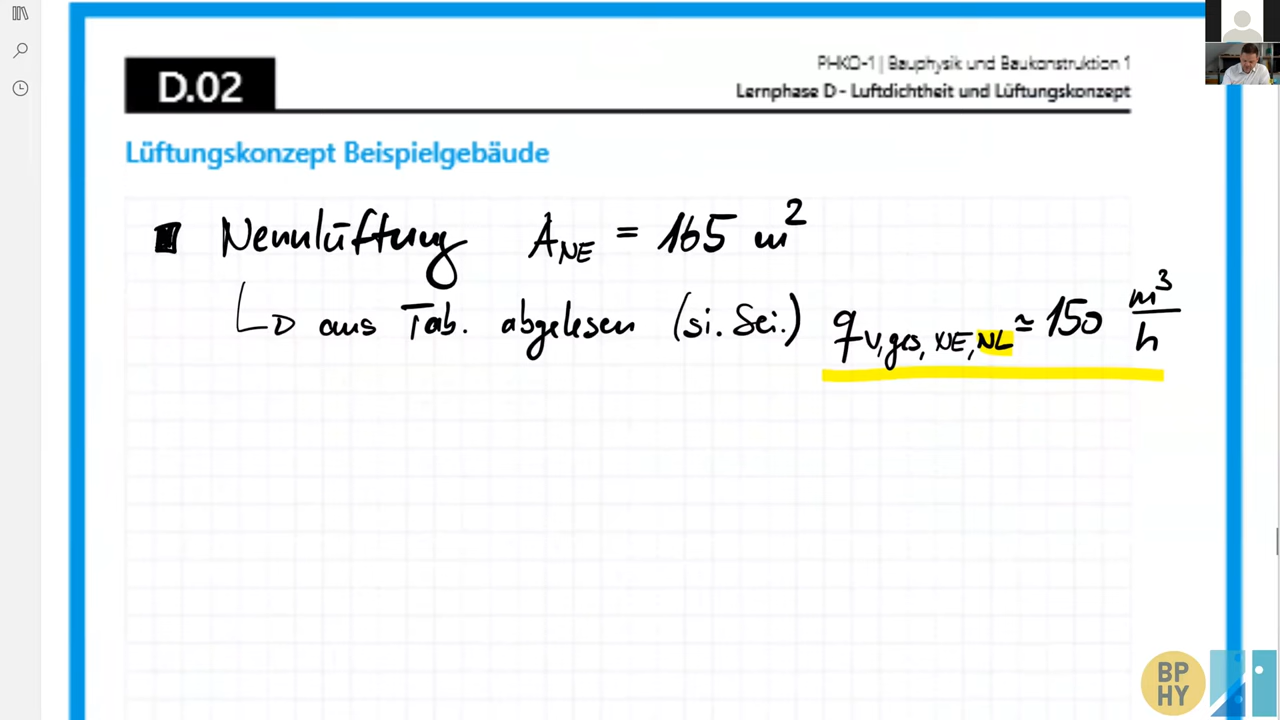 D.02
PHKO-1 | Bauphysik und Baukonstruktion 1
Lernphase D - Luftdichtheit und Lüftungskonzept
Lüftungskonzept Beispielgebäude
Nennlüftung A_NE = 165 m²
aus Tab. abgelesen (si. Sei.) q_v,ges,NE,NL ≃ 150 m³/h
BP
HY